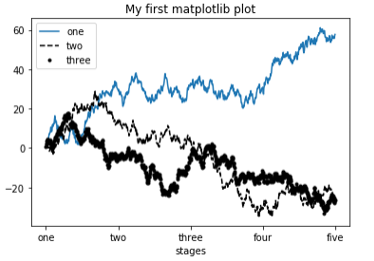 My first matplotlib plot
one
two
three
60
40
20
0
−20
one two three four five
stages